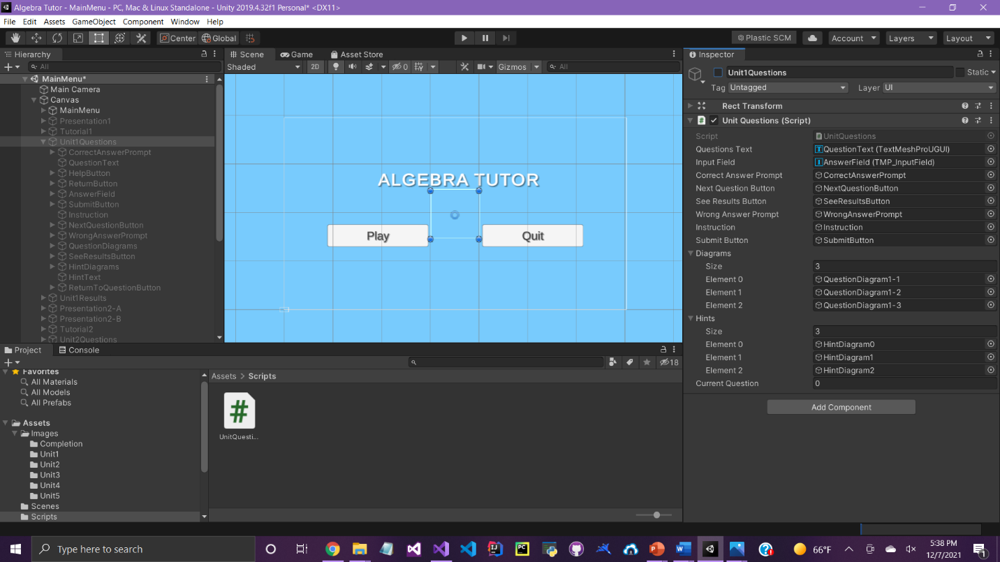 Algebra Tutor - MainMenu - PC, Mac & Linux Standalone - Unity 2019.4.32f1 Personal* <DX11>
File Edit Assets GameObject Component Window Help
Center Global Plastic SCM Account Layers Layout
Hierarchy
All
MainMenu*
Main Camera
Canvas
MainMenu
Presentation1
Tutorial1
Unit1Questions
CorrectAnswerPrompt
QuestionText
HelpButton
ReturnButton
AnswerField
SubmitButton
Instruction
NextQuestionButton
WrongAnswerPrompt
QuestionDiagrams
SeeResultsButton
HintDiagrams
HintText
ReturnToQuestionButton
Unit1Results
Presentation2-A
Presentation2-B
Tutorial2
Unit2Questions
Scene Game Asset Store
Shaded 2D 0 Gizmos All
ALGEBRA TUTOR
Play Quit
Inspector
Unit1Questions Static
Tag Untagged Layer UI
Rect Transform
# Unit Questions (Script)
Script UnitQuestions
Questions Text QuestionText (TextMeshProUGUI)
Input Field AnswerField (TMP_InputField)
Correct Answer Prompt CorrectAnswerPrompt
Next Question Button NextQuestionButton
See Results Button SeeResultsButton
Wrong Answer Prompt WrongAnswerPrompt
Instruction Instruction
Submit Button SubmitButton
Diagrams
Size 3
Element 0 QuestionDiagram1-1
Element 1 QuestionDiagram1-2
Element 2 QuestionDiagram1-3
Hints
Size 3
Element 0 HintDiagram0
Element 1 HintDiagram1
Element 2 HintDiagram2
Current Question 0
Add Component
Project Console
18
Favorites
All Materials
All Models
All Prefabs
Assets
Images
Completion
Unit1
Unit2
Unit3
Unit4
Unit5
Scenes
Scripts
Assets > Scripts
#
UnitQuesti...
Type here to search
PC
66°F
5:38 PM
12/7/2021
1